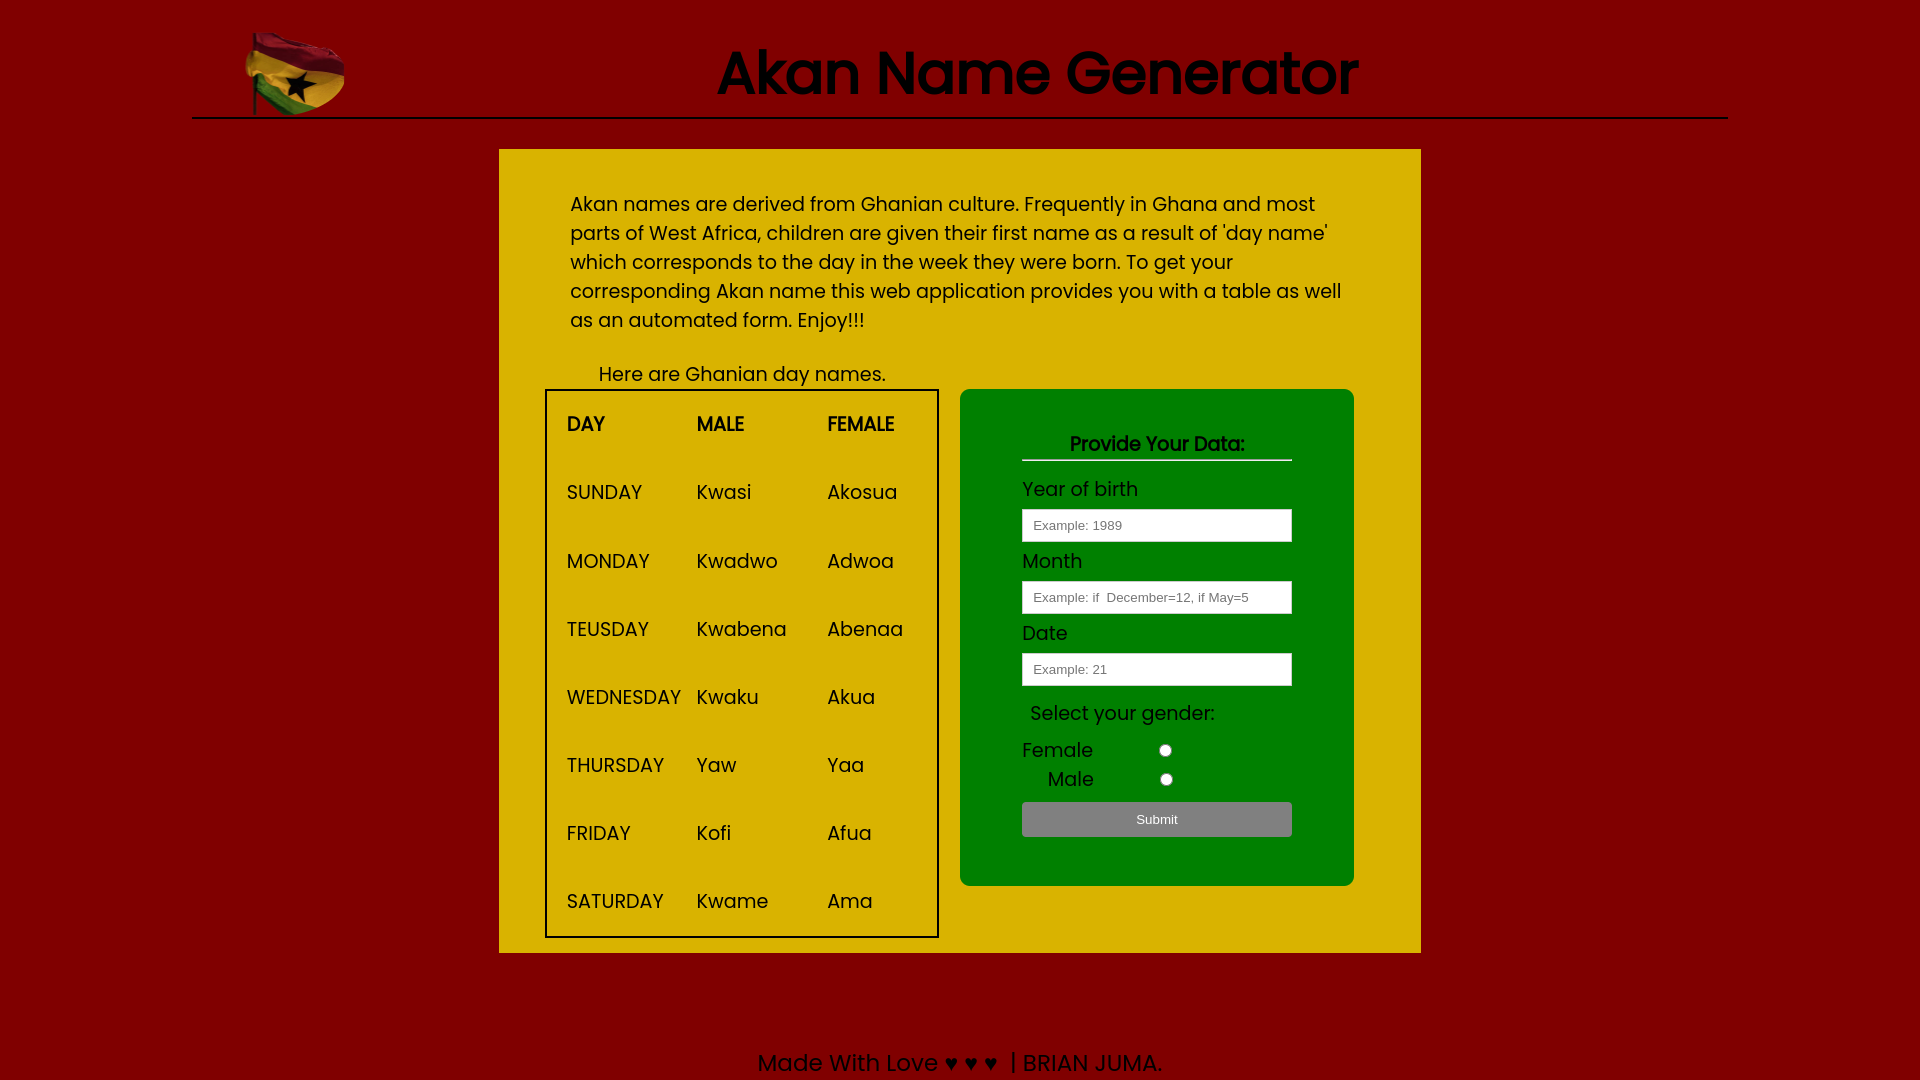 Akan Name Generator
Akan names are derived from Ghanian culture. Frequently in Ghana and most
parts of West Africa, children are given their first name as a result of 'day name'
which corresponds to the day in the week they were born. To get your
corresponding Akan name this web application provides you with a table as well
as an automated form. Enjoy!!!
Here are Ghanian day names.
DAY MALE FEMALE
SUNDAY Kwasi Akosua
MONDAY Kwadwo Adwoa
TEUSDAY Kwabena Abenaa
WEDNESDAY Kwaku Akua
THURSDAY Yaw Yaa
FRIDAY Kofi Afua
SATURDAY Kwame Ama
Provide Your Data:
Year of birth
Example: 1989
Month
Example: if  December=12, if May=5
Date
Example: 21
Select your gender:
Female
Male
Submit
Made With Love ♥ ♥ ♥ | BRIAN JUMA.